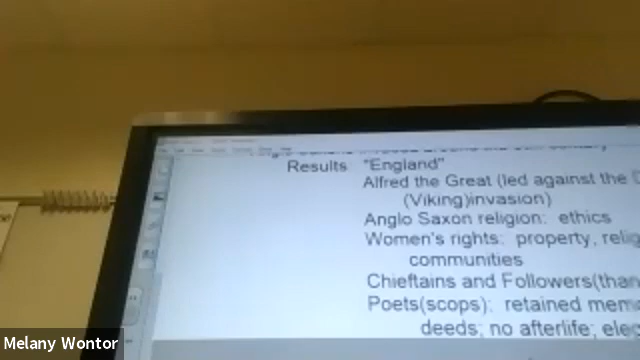 Results "England"
Alfred the Great (led against the
(Viking)invasion)
Anglo Saxon religion: ethics
Women's rights: property, relig
communities
Chieftains and Followers(than
Poets(scops): retained mem
deeds; no afterlife; eleg
Melany Wontor